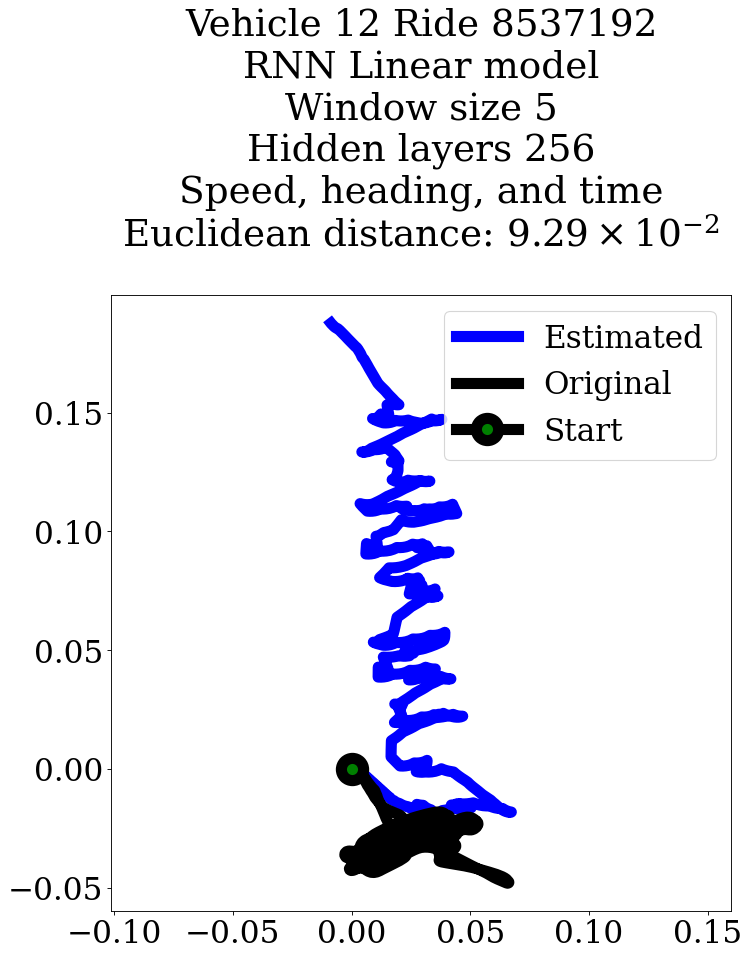 Vehicle 12 Ride 8537192
RNN Linear model
Window size 5
Hidden layers 256
Speed, heading, and time
Euclidean distance: 9.29 × 10⁻²
Estimated
Original
Start
0.15
0.10
0.05
0.00
−0.05
−0.10 −0.05 0.00 0.05 0.10 0.15